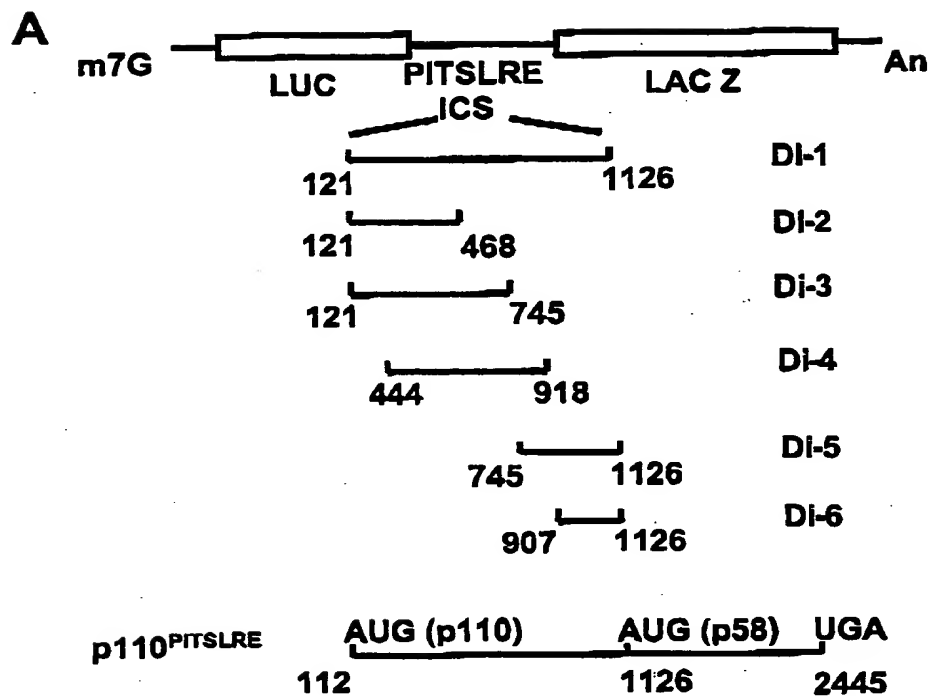 A
m7G LUC PITSLRE LAC Z An
ICS
121 1126 DI-1
121 468 DI-2
121 745 Di-3
444 918 Di-4
745 1126 Di-5
907 1126 Di-6
p110PITSLRE AUG (p110) AUG (p58) UGA
112 1126 2445